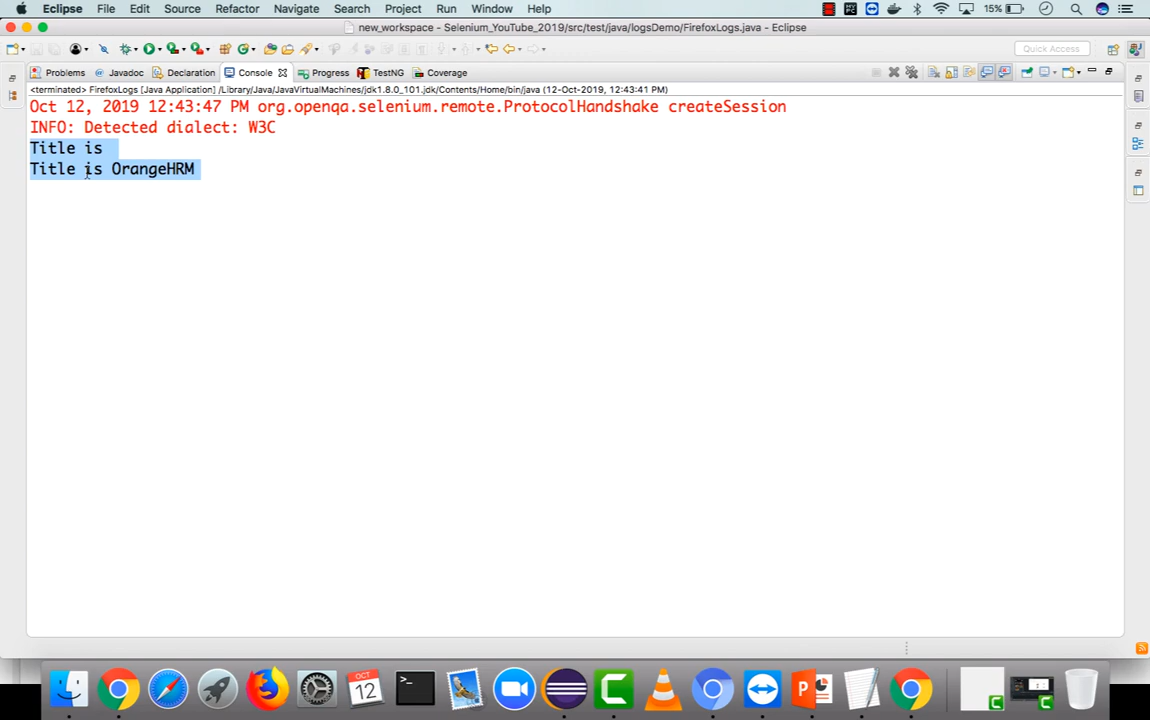 Eclipse File Edit Source Refactor Navigate Search Project Run Window Help 15%
new_workspace - Selenium_YouTube_2019/src/test/java/logsDemo/FirefoxLogs.java - Eclipse
Quick Access
Problems Javadoc Declaration Console Progress TestNG Coverage
<terminated> FirefoxLogs [Java Application] /Library/Java/JavaVirtualMachines/jdk1.8.0_101.jdk/Contents/Home/bin/java (12-Oct-2019, 12:43:41 PM)
Oct 12, 2019 12:43:47 PM org.openqa.selenium.remote.ProtocolHandshake createSession
INFO: Detected dialect: W3C
Title is
Title is OrangeHRM
OCT
12